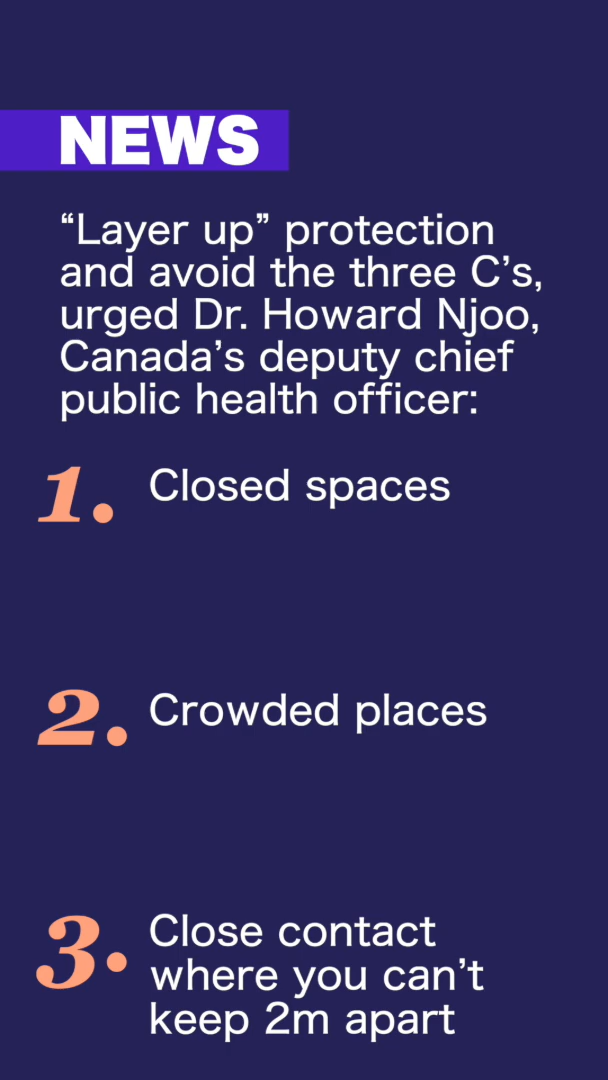 NEWS
“Layer up” protection
and avoid the three C’s,
urged Dr. Howard Njoo,
Canada’s deputy chief
public health officer:
1. Closed spaces
2. Crowded places
3. Close contact
where you can’t
keep 2m apart